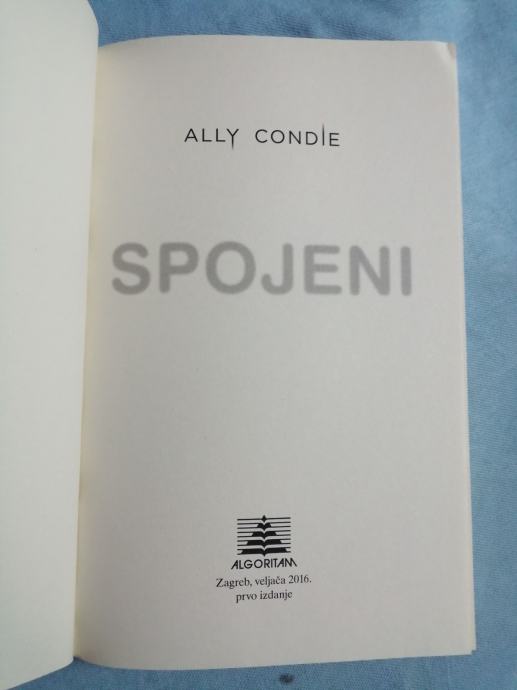 ALLY CONDIE
SPOJENI
ALGORITAM
Zagreb, veljača 2016.
prvo izdanje